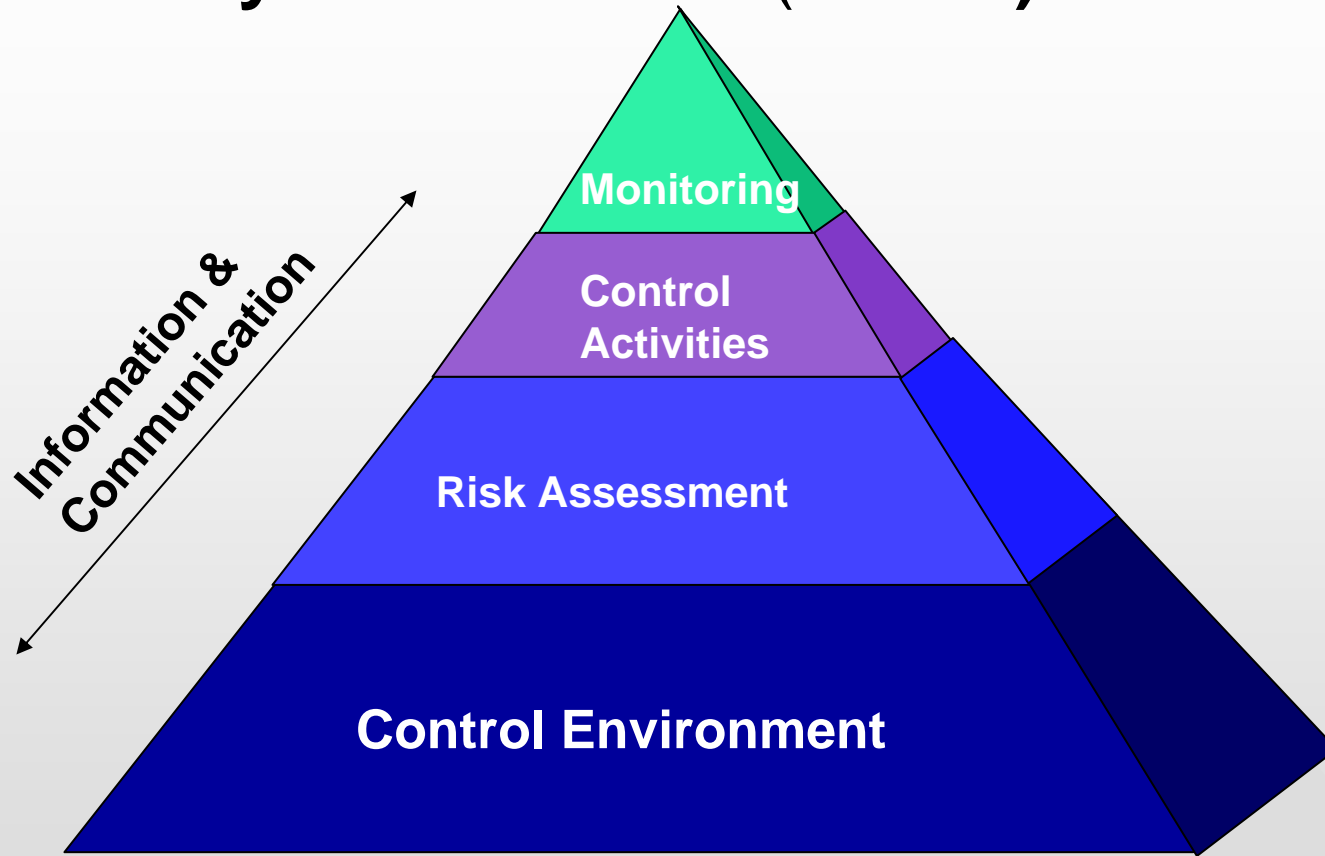 Monitoring
Control
Activities
Information &
Communication
Risk Assessment
Control Environment